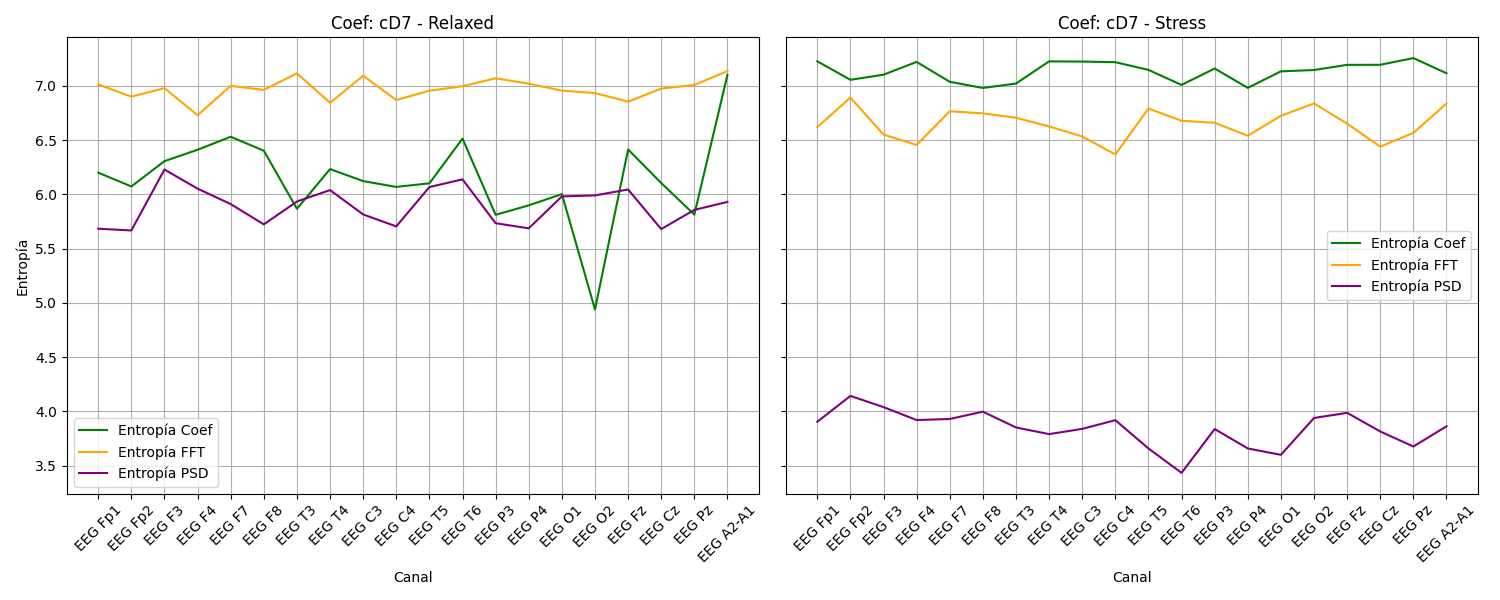 Coef: cD7 - Relaxed
Entropía
7.0
6.5
6.0
5.5
5.0
4.5
4.0
3.5
Entropía Coef
Entropía FFT
Entropía PSD
EEG Fp1
EEG Fp2
EEG F3
EEG F4
EEG F7
EEG F8
EEG T3
EEG T4
EEG C3
EEG C4
EEG T5
EEG T6
EEG P3
EEG P4
EEG O1
EEG O2
EEG Fz
EEG Cz
EEG Pz
EEG A2-A1
Canal
Coef: cD7 - Stress
Entropía Coef
Entropía FFT
Entropía PSD
EEG Fp1
EEG Fp2
EEG F3
EEG F4
EEG F7
EEG F8
EEG T3
EEG T4
EEG C3
EEG C4
EEG T5
EEG T6
EEG P3
EEG P4
EEG O1
EEG O2
EEG Fz
EEG Cz
EEG Pz
EEG A2-A1
Canal